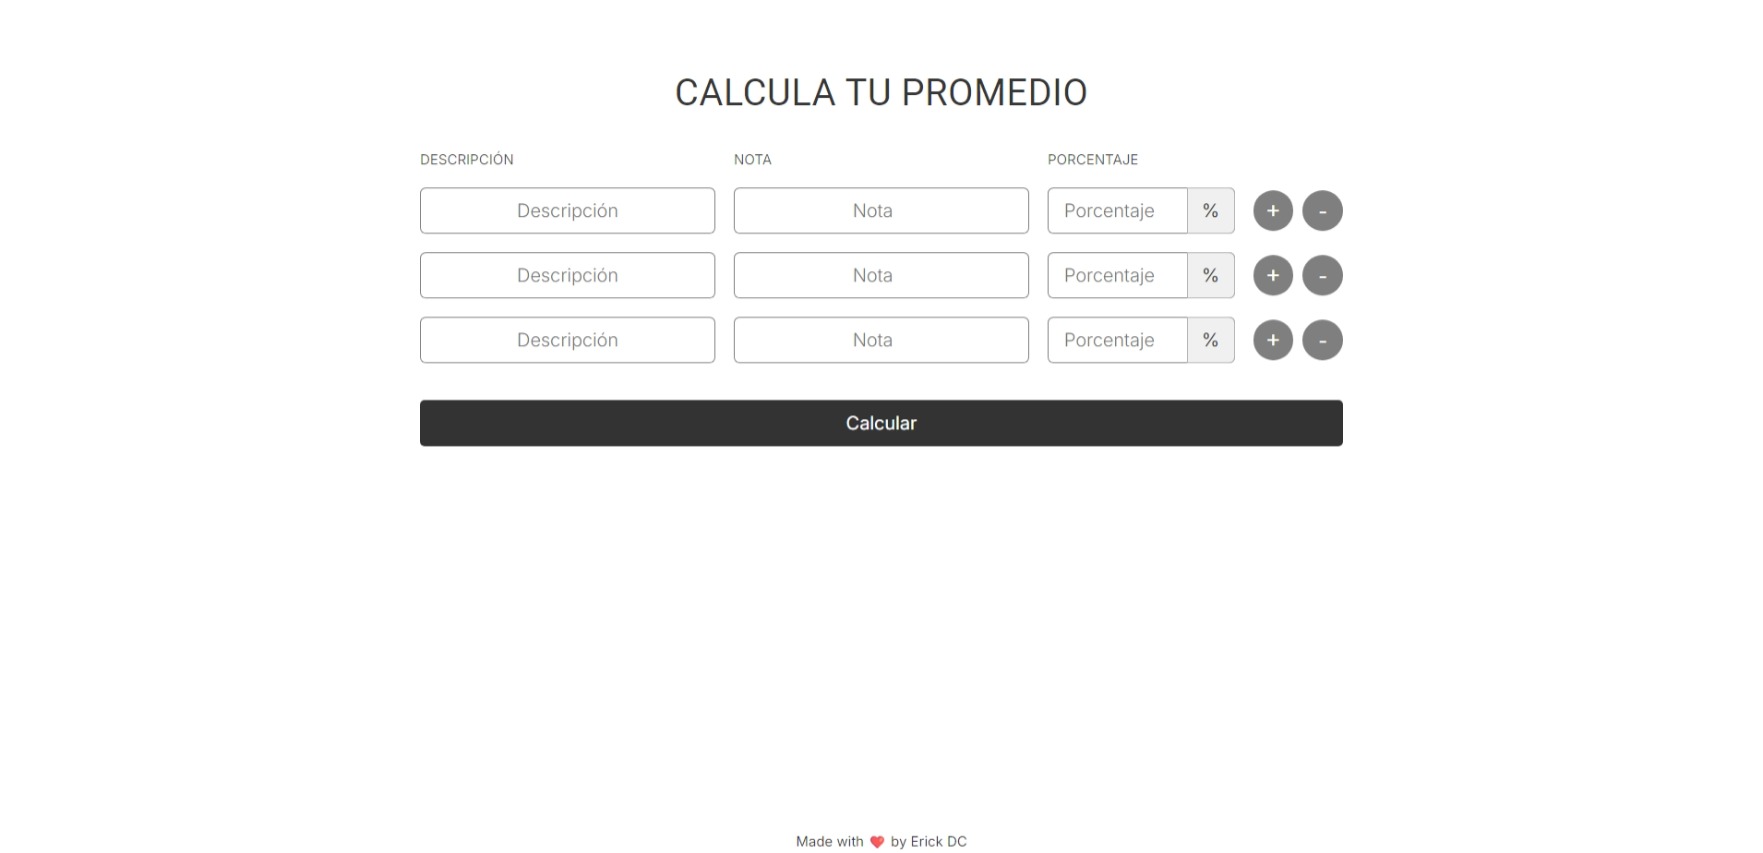 CALCULA TU PROMEDIO
DESCRIPCIÓN NOTA PORCENTAJE
Descripción Nota Porcentaje % + -
Descripción Nota Porcentaje % + -
Descripción Nota Porcentaje % + -
Calcular
Made with ❤️ by Erick DC